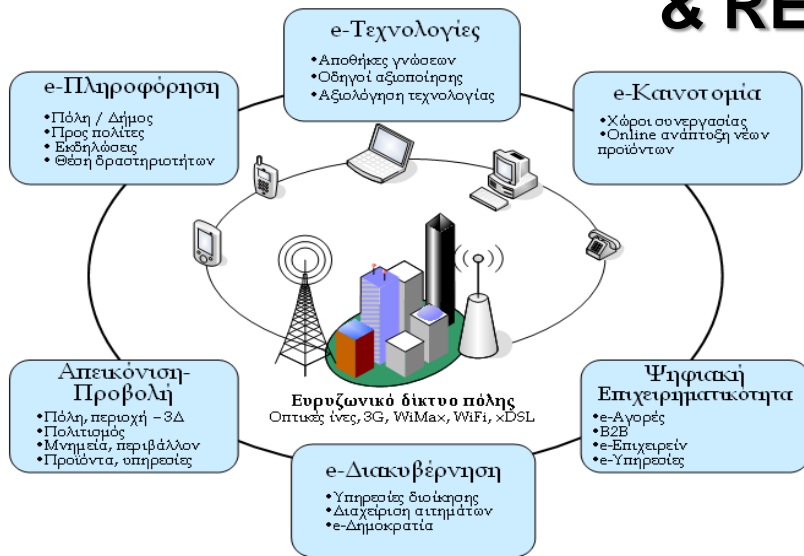 & RE
e-Τεχνολογίες
•Αποθήκες γνώσεων
•Οδηγοί αξιοποίησης
•Αξιολόγηση τεχνολογίας
e-Πληροφόρηση
•Πόλη / Δήμος
•Προς πολίτες
•Εκδηλώσεις
•Θέση δραστηριοτήτων
e-Καινοτομία
•Χώροι συνεργασίας
•Online ανάπτυξη νέων
προϊόντων
Απεικόνιση-
Προβολή
•Πόλη, περιοχή – 3Δ
•Πολιτισμός
•Μνημεία, περιβάλλον
•Προϊόντα, υπηρεσίες
Ευρυζωνικό δίκτυο πόλης
Οπτικές ίνες, 3G, WiMax, WiFi, xDSL
Ψηφιακή
Επιχειρηματικότητα
•e-Αγορές
•B2B
•e-Επιχειρείν
•e-Υπηρεσίες
e-Διακυβέρνηση
•Υπηρεσίες διοίκησης
•Διαχείριση αιτημάτων
•e-Δημοκρατία